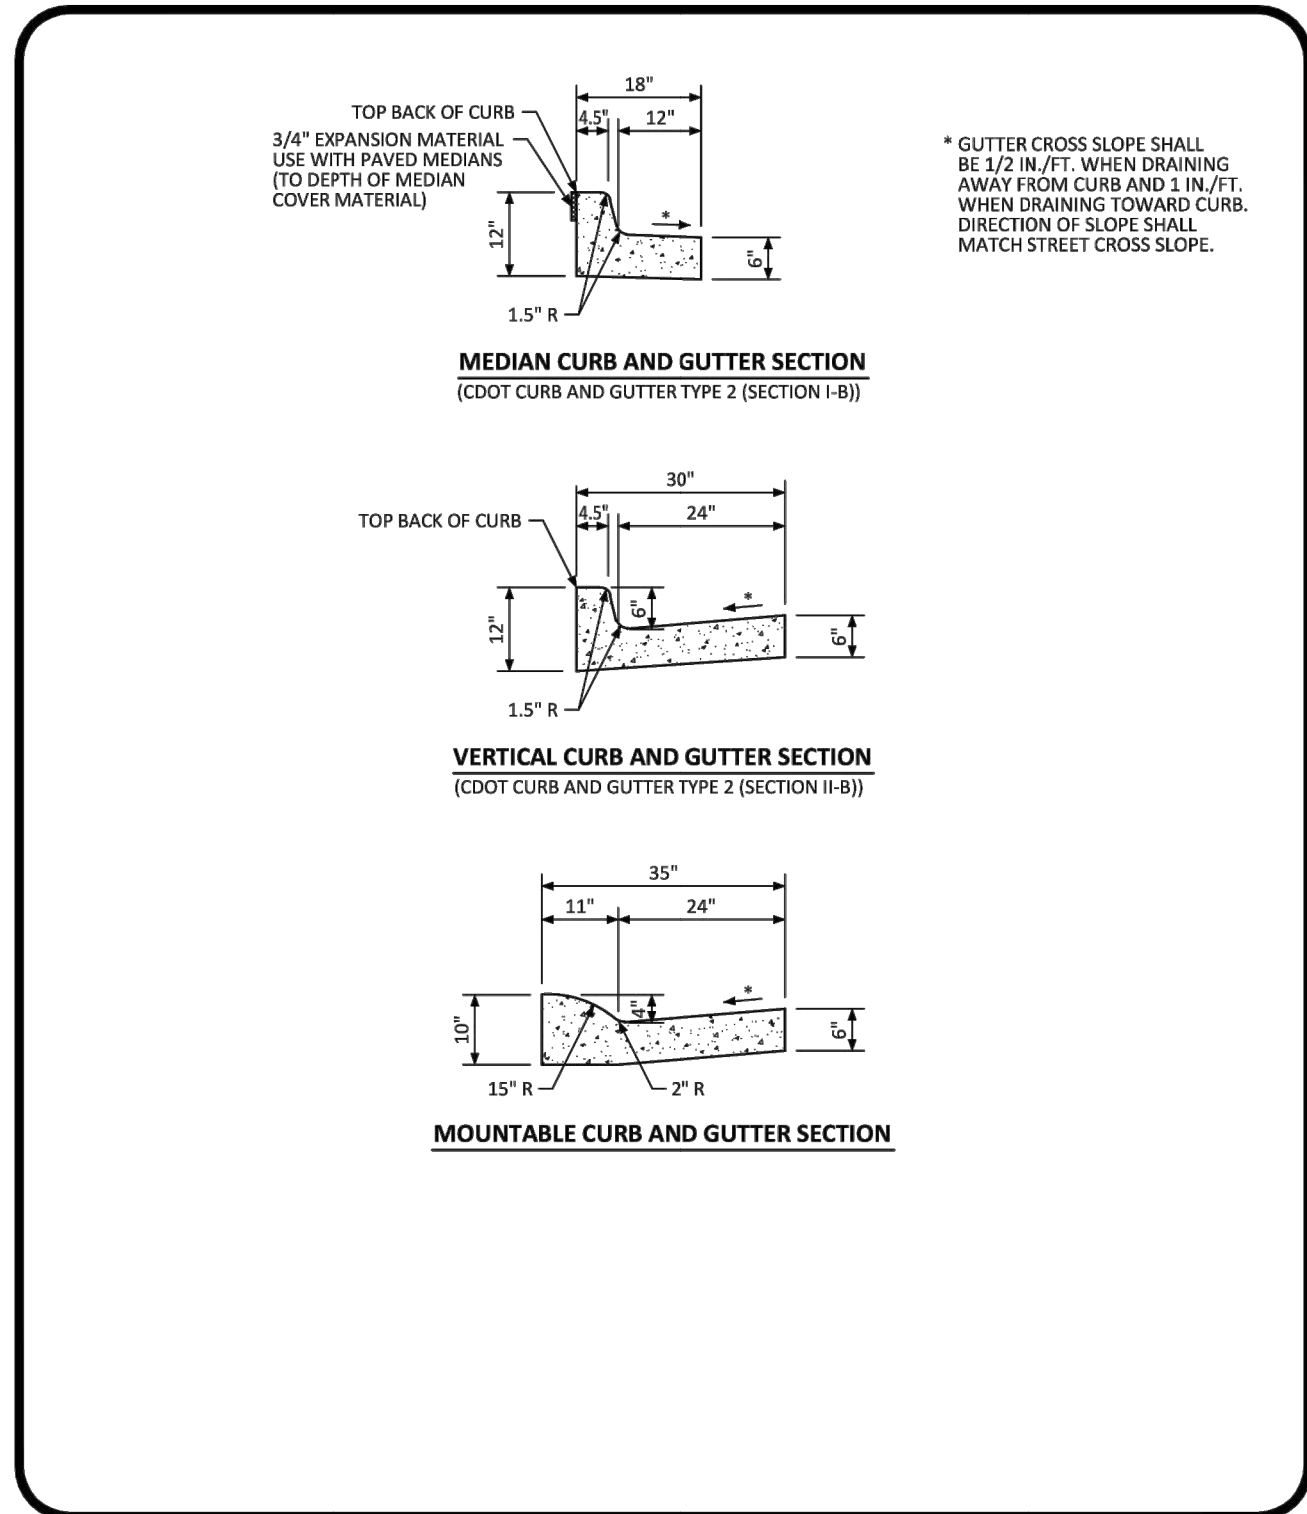 18"
TOP BACK OF CURB
4.5"
12"
3/4" EXPANSION MATERIAL
USE WITH PAVED MEDIANS
(TO DEPTH OF MEDIAN
COVER MATERIAL)
* GUTTER CROSS SLOPE SHALL
BE 1/2 IN./FT. WHEN DRAINING
AWAY FROM CURB AND 1 IN./FT.
WHEN DRAINING TOWARD CURB.
DIRECTION OF SLOPE SHALL
MATCH STREET CROSS SLOPE.
*
12"
6"
1.5" R
MEDIAN CURB AND GUTTER SECTION
(CDOT CURB AND GUTTER TYPE 2 (SECTION I-B))
30"
4.5"
24"
TOP BACK OF CURB
*
6"
12"
6"
1.5" R
VERTICAL CURB AND GUTTER SECTION
(CDOT CURB AND GUTTER TYPE 2 (SECTION II-B))
35"
11"
24"
*
4"
10"
6"
15" R
2" R
MOUNTABLE CURB AND GUTTER SECTION